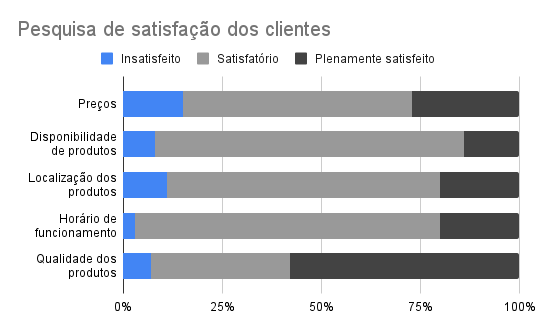 Pesquisa de satisfação dos clientes
Insatisfeito Satisfatório Plenamente satisfeito
Preços
Disponibilidade
de produtos
Localização dos
produtos
Horário de
funcionamento
Qualidade dos
produtos
0% 25% 50% 75% 100%